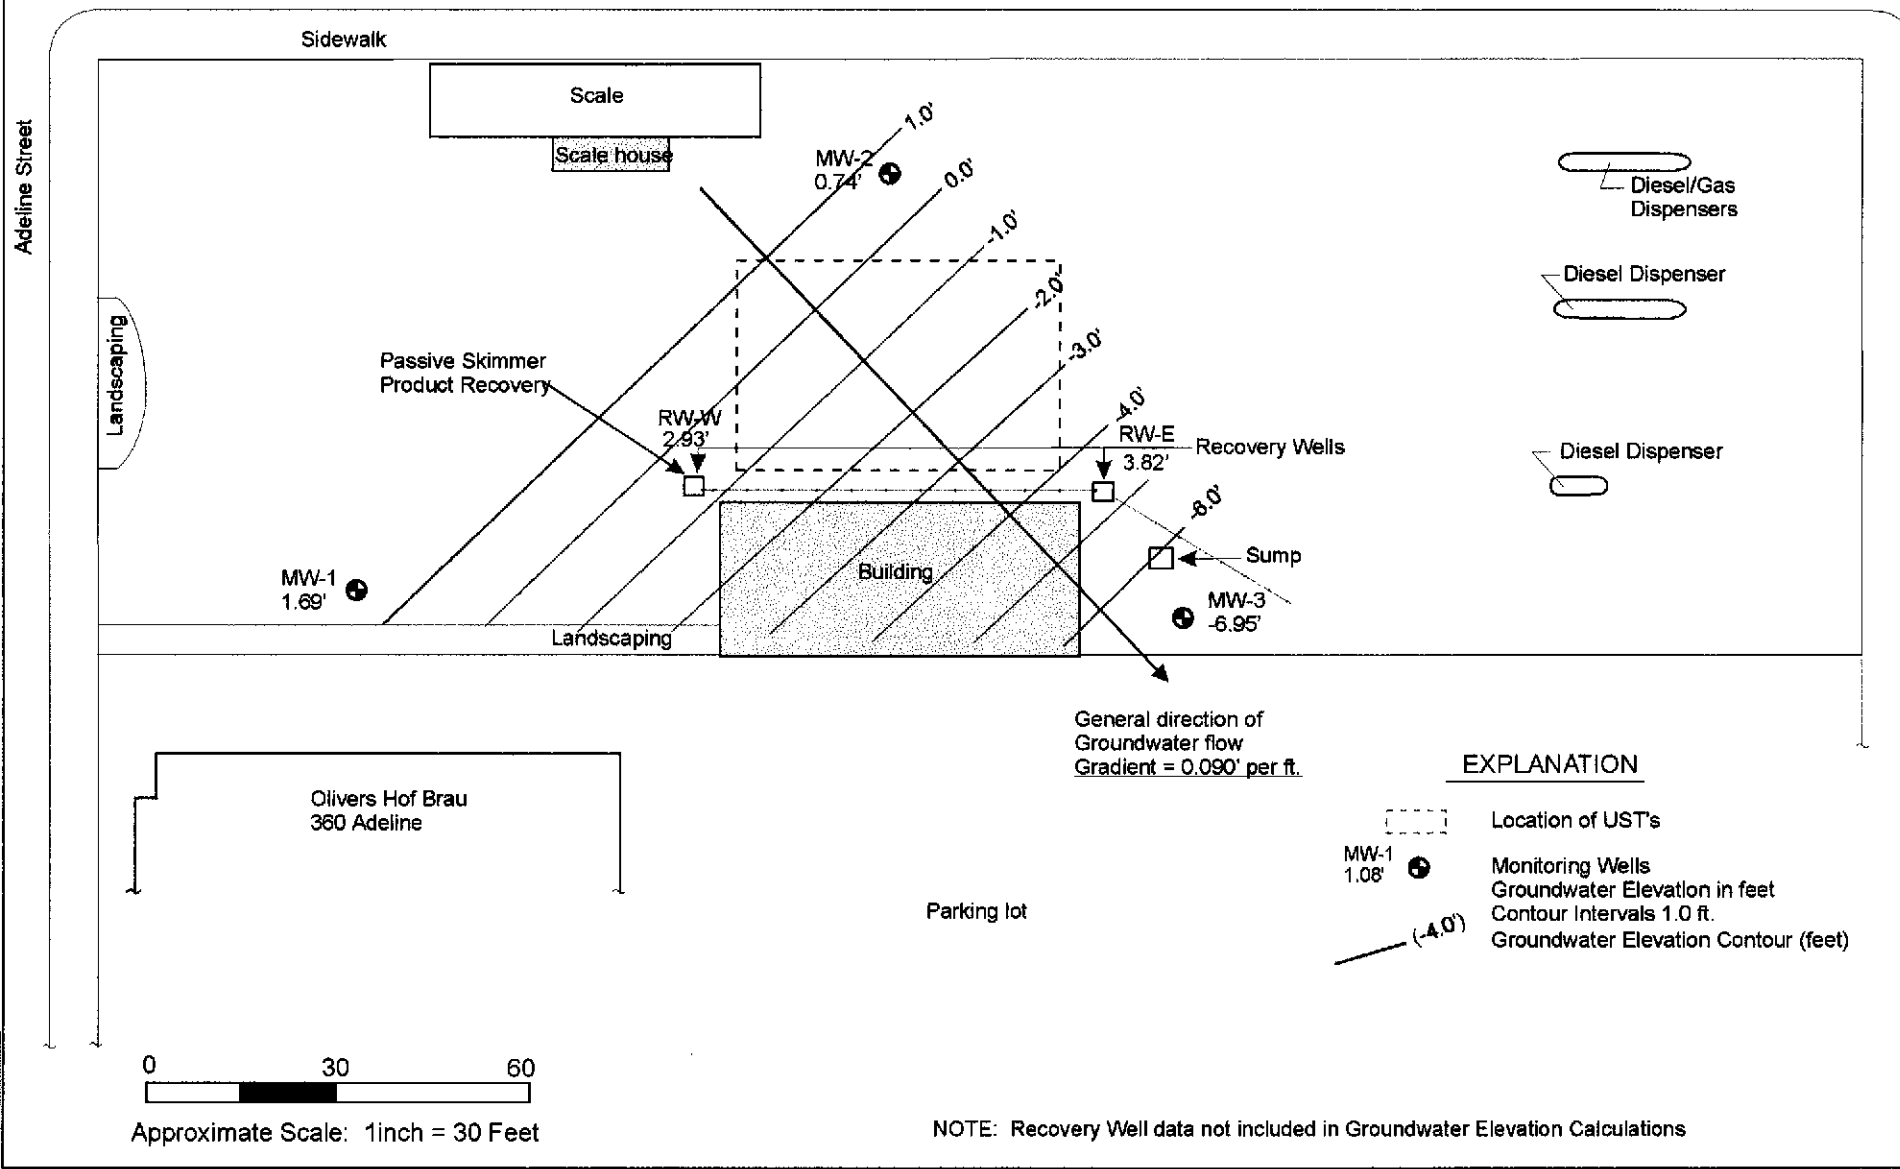 Sidewalk
Adeline Street
Scale
Scale house
1.0'
MW-2
0.74'
0.0'
-1.0'
-2.0'
-3.0'
-4.0'
-6.0'
Diesel/Gas
Dispensers
Diesel Dispenser
Diesel Dispenser
Landscaping
Passive Skimmer
Product Recovery
RW-W
2.93'
RW-E
3.82'
Recovery Wells
Sump
MW-1
1.69'
Building
MW-3
-6.95'
Landscaping
General direction of
Groundwater flow
Gradient = 0.090' per ft.
Olivers Hof Brau
360 Adeline
Parking lot
EXPLANATION
Location of UST's
MW-1
1.08'
Monitoring Wells
Groundwater Elevation in feet
Contour Intervals 1.0 ft.
(-4.0')
Groundwater Elevation Contour (feet)
0 30 60
Approximate Scale: 1inch = 30 Feet
NOTE: Recovery Well data not included in Groundwater Elevation Calculations